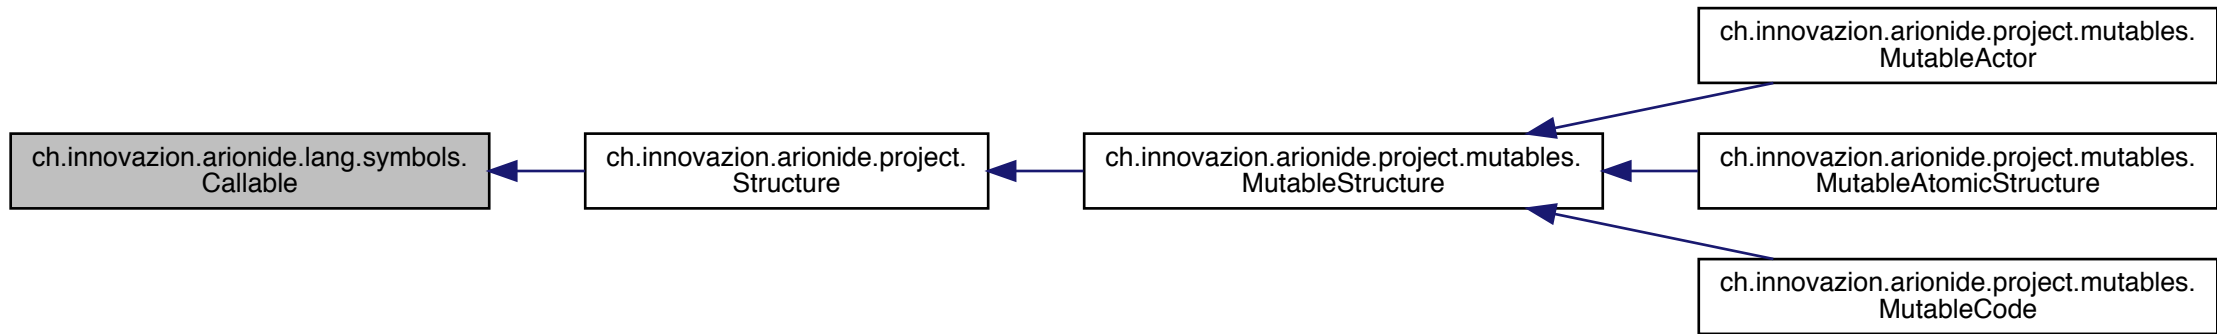 ch.innovazion.arionide.lang.symbols.
Callable
ch.innovazion.arionide.project.
Structure
ch.innovazion.arionide.project.mutables.
MutableStructure
ch.innovazion.arionide.project.mutables.
MutableActor
ch.innovazion.arionide.project.mutables.
MutableAtomicStructure
ch.innovazion.arionide.project.mutables.
MutableCode